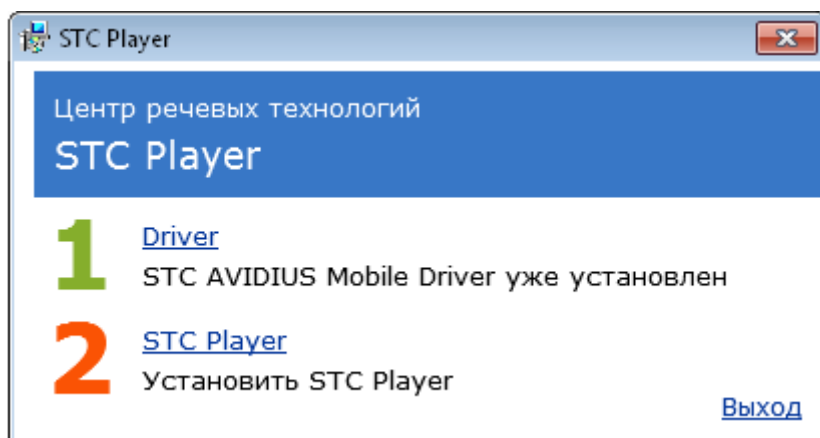 STC Player
Центр речевых технологий
STC Player
1
Driver
STC AVIDIUS Mobile Driver уже установлен
2
STC Player
Установить STC Player
Выход